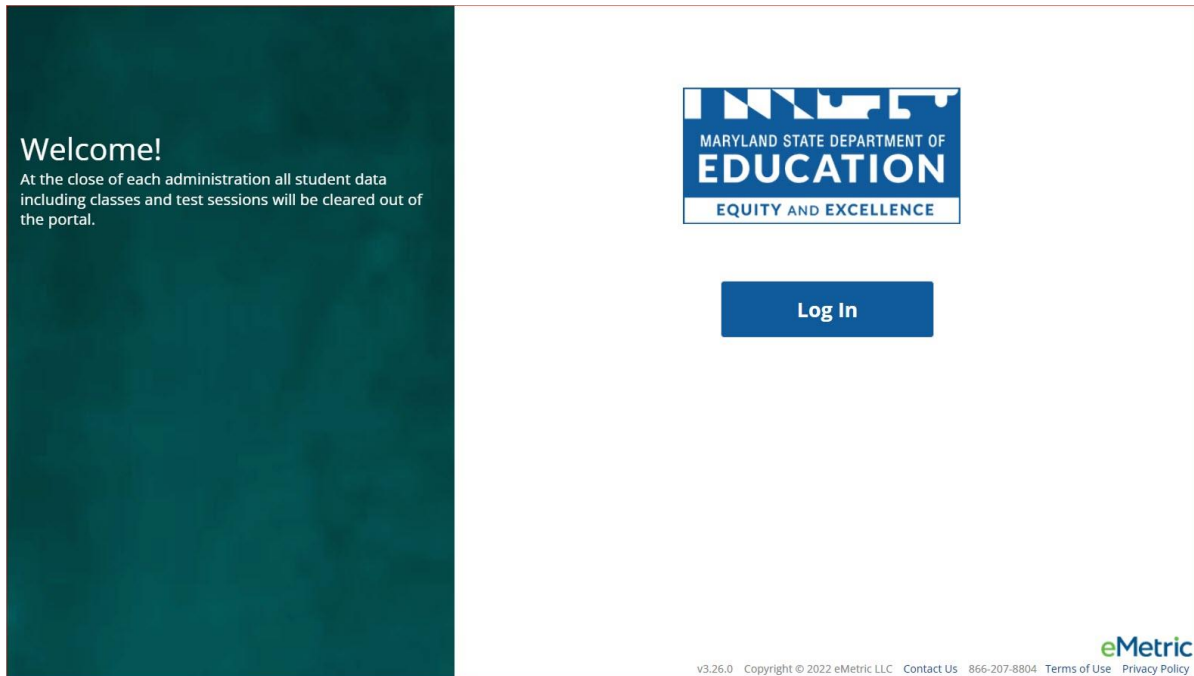 Welcome!
At the close of each administration all student data
including classes and test sessions will be cleared out of
the portal.
MARYLAND STATE DEPARTMENT OF
EDUCATION
EQUITY AND EXCELLENCE
Log In
eMetric
v3.26.0 Copyright © 2022 eMetric LLC Contact Us 866-207-8804 Terms of Use Privacy Policy